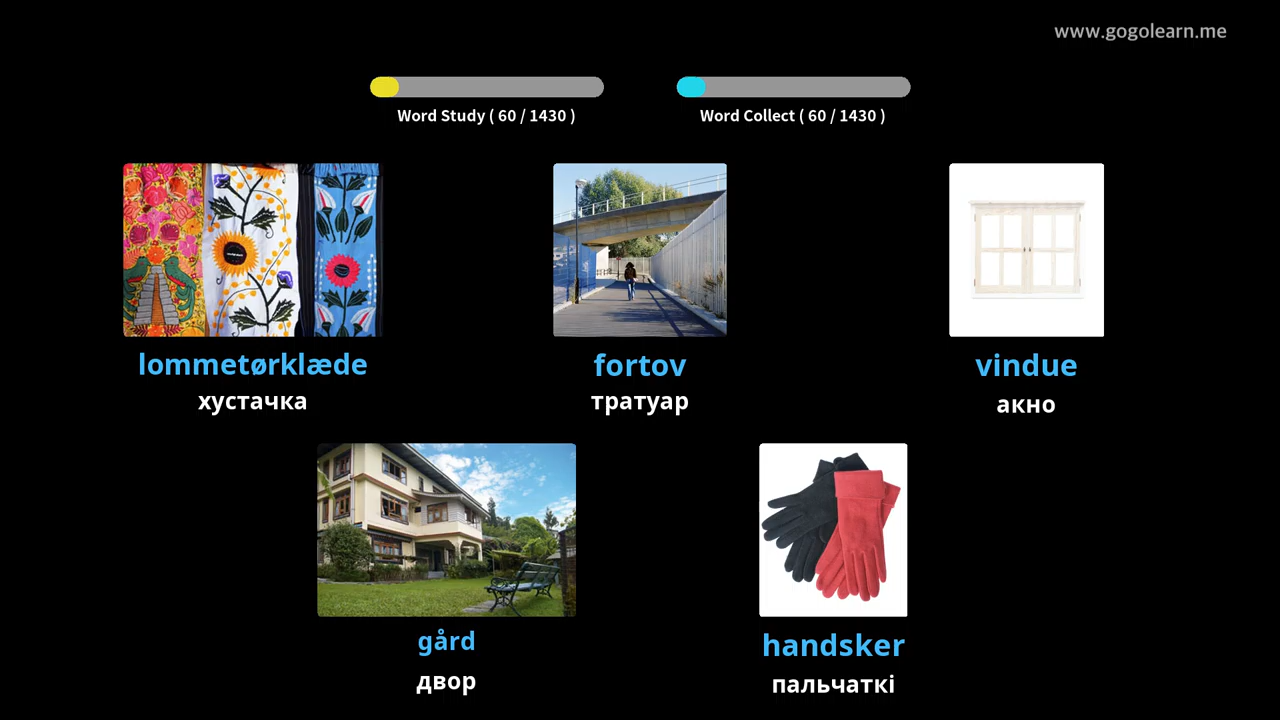 www.gogolearn.me
Word Study ( 60 / 1430 )
Word Collect ( 60 / 1430 )
lommetørklæde
хустачка
fortov
тратуар
vindue
акно
gård
двор
handsker
пальчаткі